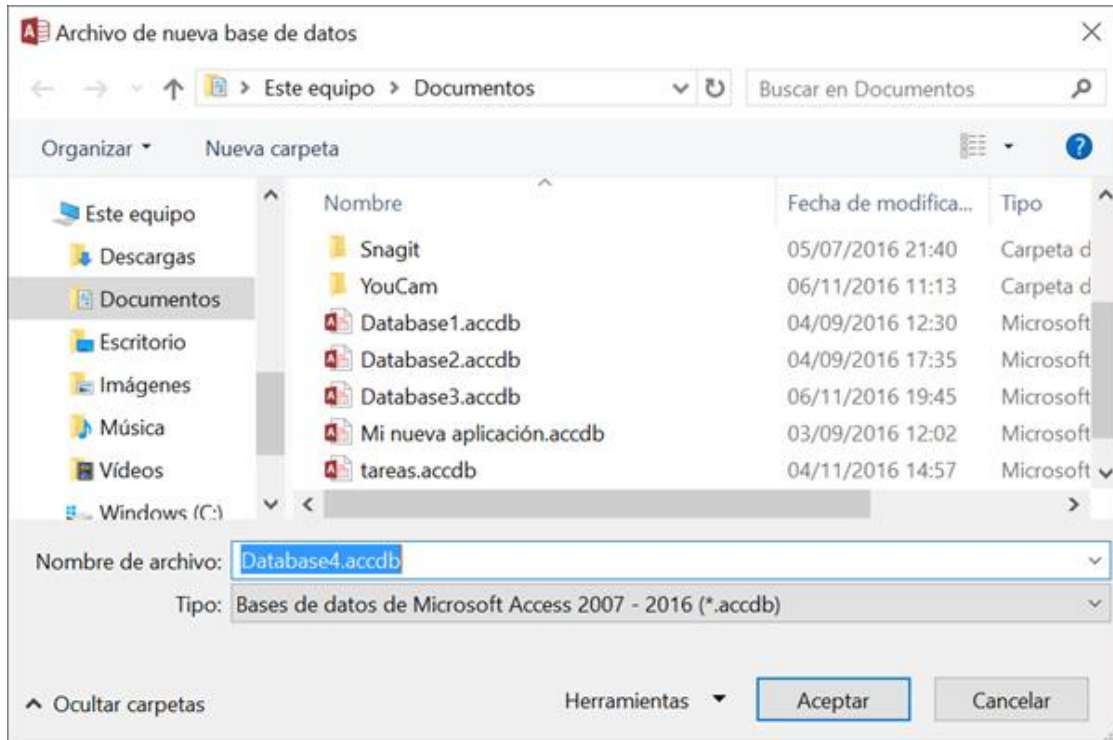 Archivo de nueva base de datos
Este equipo > Documentos
Buscar en Documentos
Organizar
Nueva carpeta
Este equipo
Descargas
Documentos
Escritorio
Imágenes
Música
Vídeos
Windows (C:)
Nombre Fecha de modifica... Tipo
Snagit 05/07/2016 21:40 Carpeta d
YouCam 06/11/2016 11:13 Carpeta d
Database1.accdb 04/09/2016 12:30 Microsoft
Database2.accdb 04/09/2016 17:35 Microsoft
Database3.accdb 06/11/2016 19:45 Microsoft
Mi nueva aplicación.accdb 03/09/2016 12:02 Microsoft
tareas.accdb 04/11/2016 14:57 Microsoft
Nombre de archivo: Database4.accdb
Tipo: Bases de datos de Microsoft Access 2007 - 2016 (*.accdb)
Ocultar carpetas
Herramientas
Aceptar
Cancelar